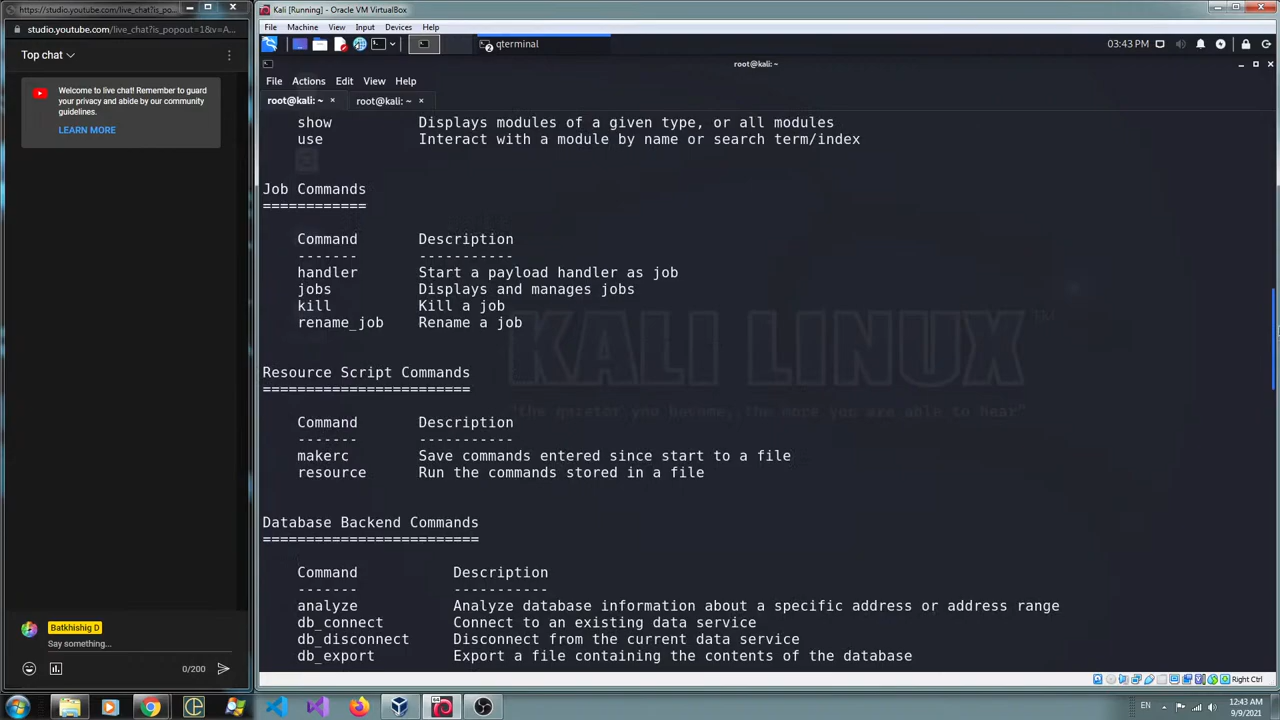 https://studio.youtube.com/live_chat?is_po...
studio.youtube.com/live_chat?is_popout=1&v=A...
Top chat
Welcome to live chat! Remember to guard
your privacy and abide by our community
guidelines.
LEARN MORE
Batkhishig D
Say something...
0/200
Kali [Running] - Oracle VM VirtualBox
File Machine View Input Devices Help
qterminal
03:43 PM
root@kali: ~
File Actions Edit View Help
root@kali: ~ × root@kali: ~ ×
show Displays modules of a given type, or all modules
use Interact with a module by name or search term/index
Job Commands
============
Command Description
------- -----------
handler Start a payload handler as job
jobs Displays and manages jobs
kill Kill a job
rename_job Rename a job
Resource Script Commands
========================
Command Description
------- -----------
makerc Save commands entered since start to a file
resource Run the commands stored in a file
Database Backend Commands
=========================
Command Description
------- -----------
analyze Analyze database information about a specific address or address range
db_connect Connect to an existing data service
db_disconnect Disconnect from the current data service
db_export Export a file containing the contents of the database
KALI LINUX
Right Ctrl
EN
12:43 AM
9/9/2021